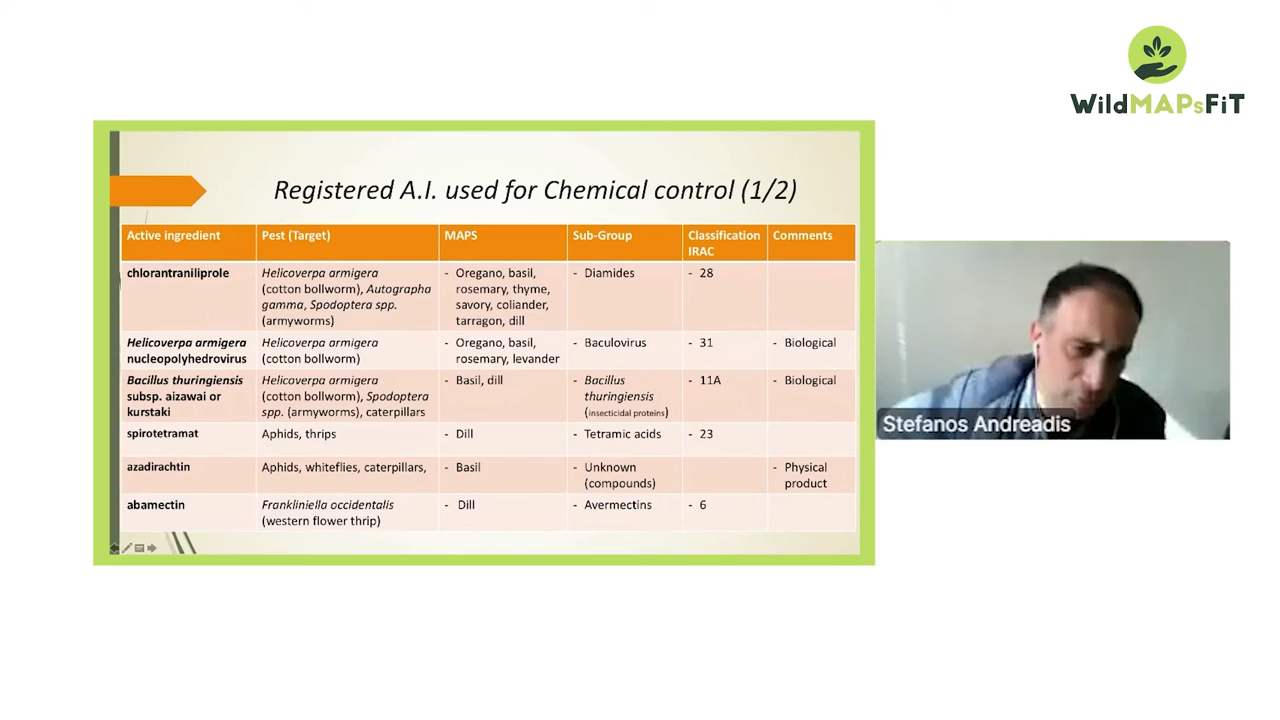 WildMAPsFiT
Registered A.I. used for Chemical control (1/2)
Active ingredient Pest (Target) MAPS Sub-Group Classification IRAC Comments
chlorantraniliprole
Helicoverpa armigera
(cotton bollworm), Autographa
gamma, Spodoptera spp.
(armyworms)
- Oregano, basil,
rosemary, thyme,
savory, coliander,
tarragon, dill
- Diamides
- 28
Helicoverpa armigera
nucleopolyhedrovirus
Helicoverpa armigera
(cotton bollworm)
- Oregano, basil,
rosemary, levander
- Baculovirus
- 31
- Biological
Bacillus thuringiensis
subsp. aizawai or
kurstaki
Helicoverpa armigera
(cotton bollworm), Spodoptera
spp. (armyworms), caterpillars
- Basil, dill
- Bacillus
thuringiensis
(insecticidal proteins)
- 11A
- Biological
spirotetramat
Aphids, thrips
- Dill
- Tetramic acids
- 23
azadirachtin
Aphids, whiteflies, caterpillars,
- Basil
- Unknown
(compounds)
- Physical
product
abamectin
Frankliniella occidentalis
(western flower thrip)
- Dill
- Avermectins
- 6
Stefanos Andreadis